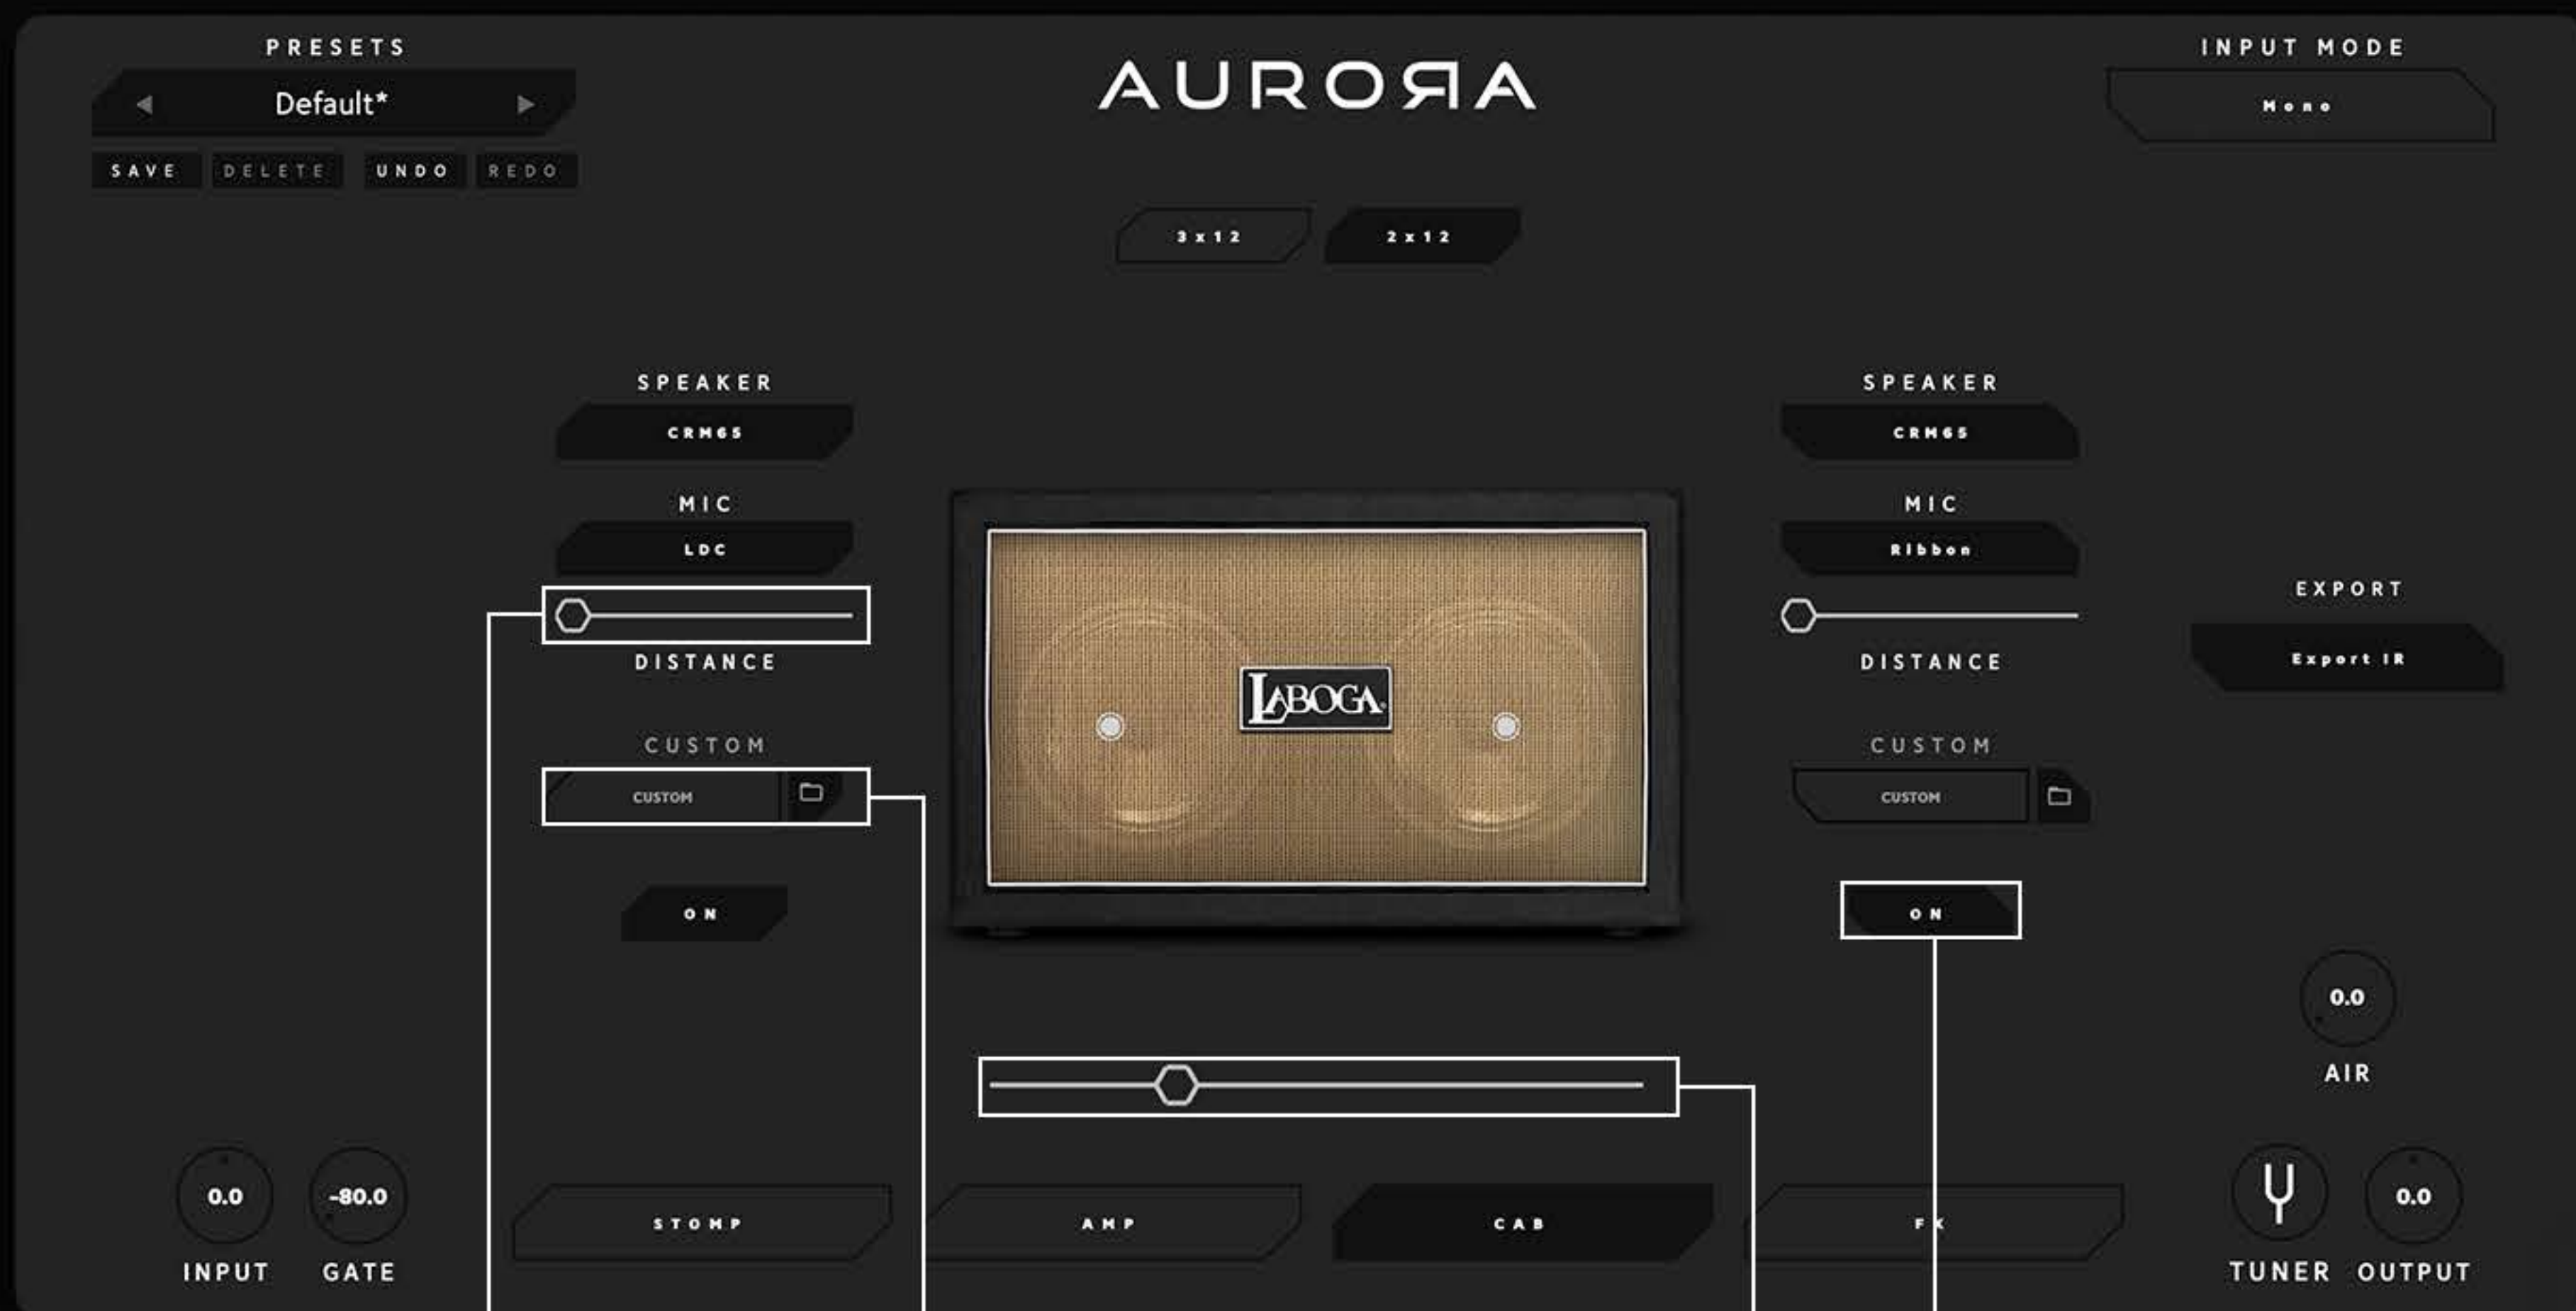 PRESETS
Default*
SAVE DELETE UNDO REDO
AUROЯA
INPUT MODE
Mono
3x12 2x12
SPEAKER
CRM65
MIC
LDC
DISTANCE
CUSTOM
CUSTOM
ON
LABOGA
SPEAKER
CRM65
MIC
Ribbon
DISTANCE
CUSTOM
CUSTOM
ON
EXPORT
Export IR
0.0
AIR
0.0
INPUT
-80.0
GATE
STOMP AMP CAB FX
TUNER
0.0
OUTPUT